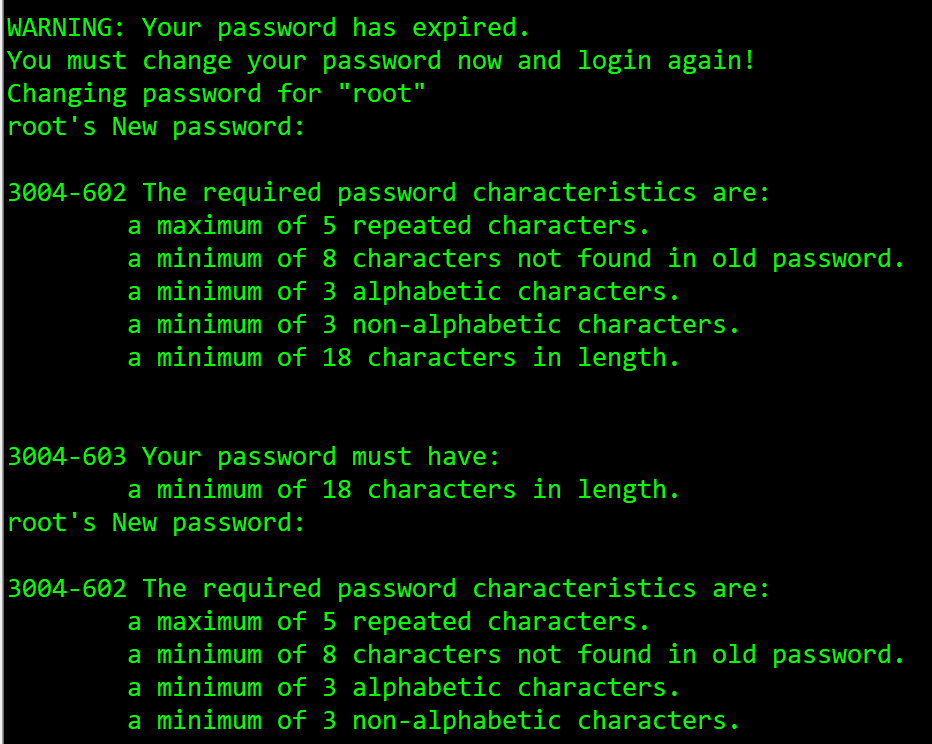 WARNING: Your password has expired.
You must change your password now and login again!
Changing password for "root"
root's New password:
3004-602 The required password characteristics are:
a maximum of 5 repeated characters.
a minimum of 8 characters not found in old password.
a minimum of 3 alphabetic characters.
a minimum of 3 non-alphabetic characters.
a minimum of 18 characters in length.
3004-603 Your password must have:
a minimum of 18 characters in length.
root's New password:
3004-602 The required password characteristics are:
a maximum of 5 repeated characters.
a minimum of 8 characters not found in old password.
a minimum of 3 alphabetic characters.
a minimum of 3 non-alphabetic characters.